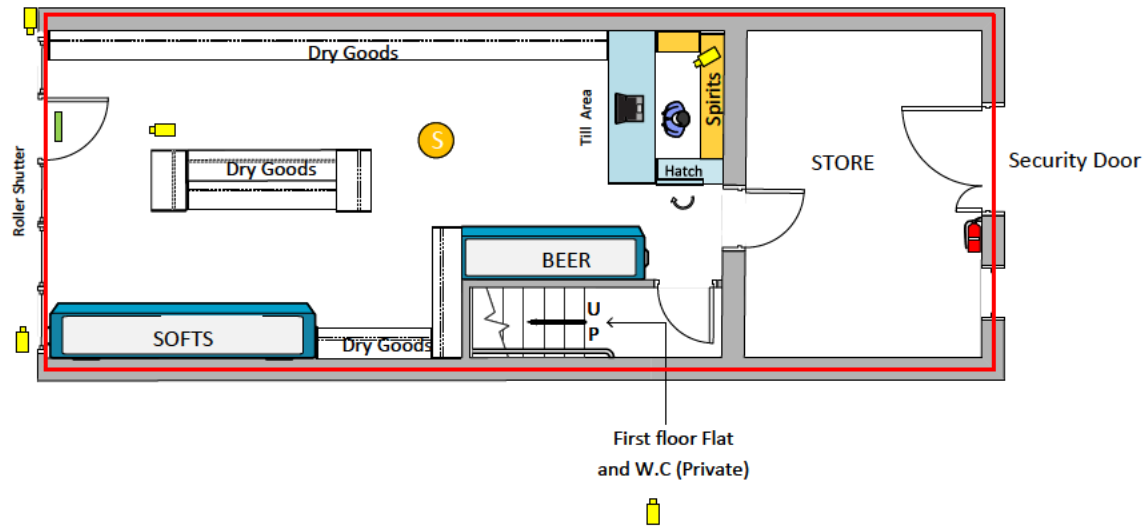 Dry Goods
Till Area
Spirits
S
Roller Shutter
Dry Goods
Hatch
STORE
Security Door
BEER
SOFTS
Dry Goods
U
P
First floor Flat
and W.C (Private)